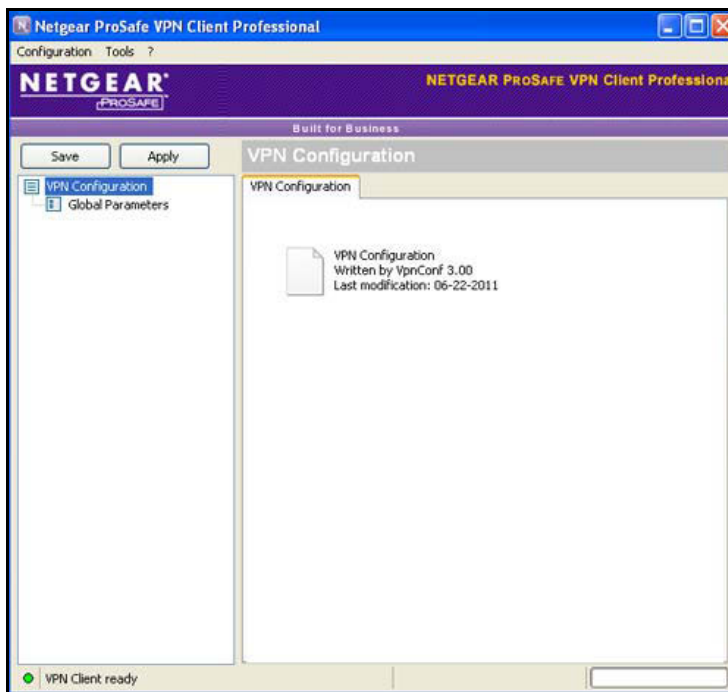 Netgear ProSafe VPN Client Professional
Configuration Tools ?
NETGEAR
PROSAFE
NETGEAR PROSAFE VPN Client Professiona
Built for Business
Save Apply
VPN Configuration
VPN Configuration
Global Parameters
VPN Configuration
VPN Configuration
Written by VpnConf 3.00
Last modification: 06-22-2011
VPN Client ready